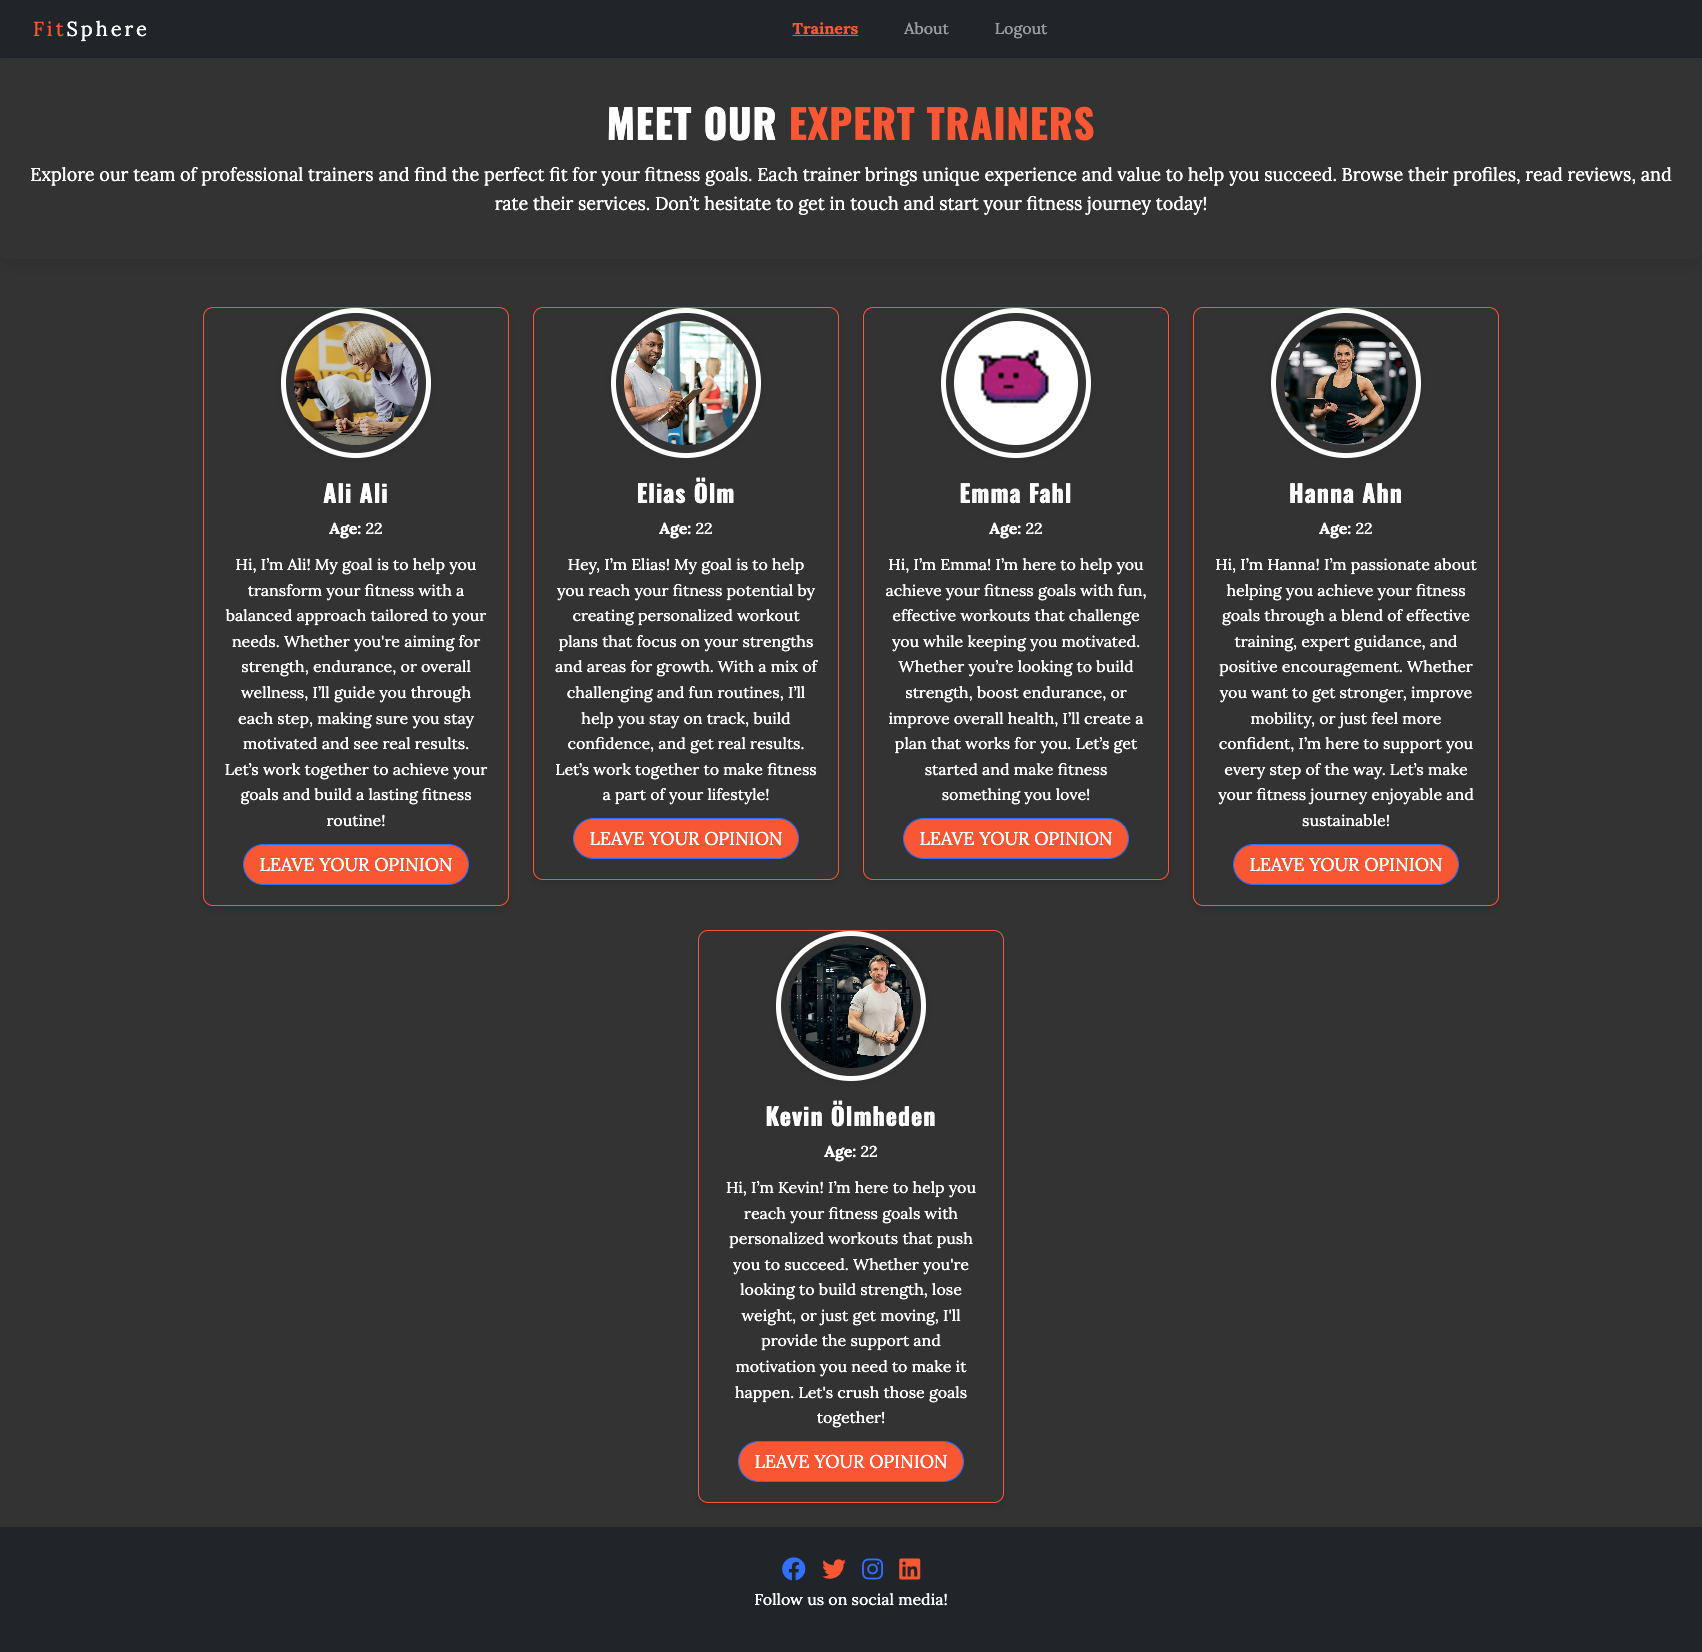 FitSphere
Trainers
About
Logout
MEET OUR EXPERT TRAINERS
Explore our team of professional trainers and find the perfect fit for your fitness goals. Each trainer brings unique experience and value to help you succeed. Browse their profiles, read reviews, and
rate their services. Don’t hesitate to get in touch and start your fitness journey today!
Ali Ali
Age: 22
Hi, I’m Ali! My goal is to help you
transform your fitness with a
balanced approach tailored to your
needs. Whether you're aiming for
strength, endurance, or overall
wellness, I’ll guide you through
each step, making sure you stay
motivated and see real results.
Let’s work together to achieve your
goals and build a lasting fitness
routine!
LEAVE YOUR OPINION
Elias Ölm
Age: 22
Hey, I’m Elias! My goal is to help
you reach your fitness potential by
creating personalized workout
plans that focus on your strengths
and areas for growth. With a mix of
challenging and fun routines, I’ll
help you stay on track, build
confidence, and get real results.
Let’s work together to make fitness
a part of your lifestyle!
LEAVE YOUR OPINION
Emma Fahl
Age: 22
Hi, I’m Emma! I’m here to help you
achieve your fitness goals with fun,
effective workouts that challenge
you while keeping you motivated.
Whether you’re looking to build
strength, boost endurance, or
improve overall health, I’ll create a
plan that works for you. Let’s get
started and make fitness
something you love!
LEAVE YOUR OPINION
Hanna Ahn
Age: 22
Hi, I’m Hanna! I’m passionate about
helping you achieve your fitness
goals through a blend of effective
training, expert guidance, and
positive encouragement. Whether
you want to get stronger, improve
mobility, or just feel more
confident, I’m here to support you
every step of the way. Let’s make
your fitness journey enjoyable and
sustainable!
LEAVE YOUR OPINION
Kevin Ölmheden
Age: 22
Hi, I’m Kevin! I’m here to help you
reach your fitness goals with
personalized workouts that push
you to succeed. Whether you're
looking to build strength, lose
weight, or just get moving, I'll
provide the support and
motivation you need to make it
happen. Let's crush those goals
together!
LEAVE YOUR OPINION
Follow us on social media!